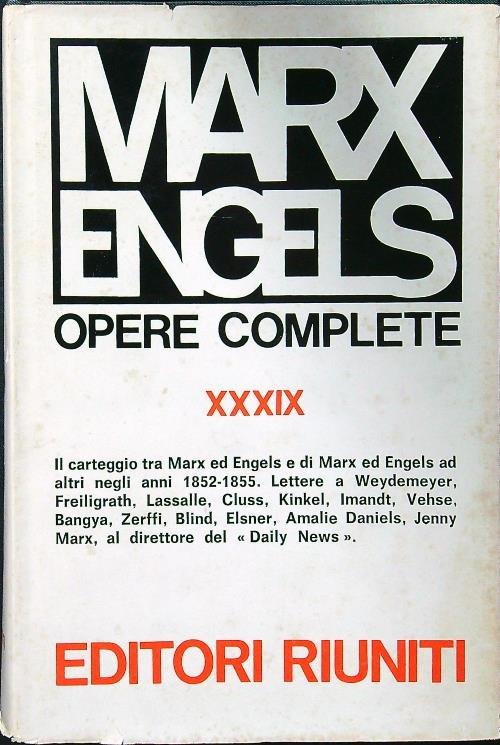 MARX
ENGELS
OPERE COMPLETE
XXXIX
Il carteggio tra Marx ed Engels e di Marx ed Engels ad
altri negli anni 1852-1855. Lettere a Weydemeyer,
Freiligrath, Lassalle, Cluss, Kinkel, Imandt, Vehse,
Bangya, Zerffi, Blind, Elsner, Amalie Daniels, Jenny
Marx, al direttore del « Daily News ».
EDITORI RIUNITI